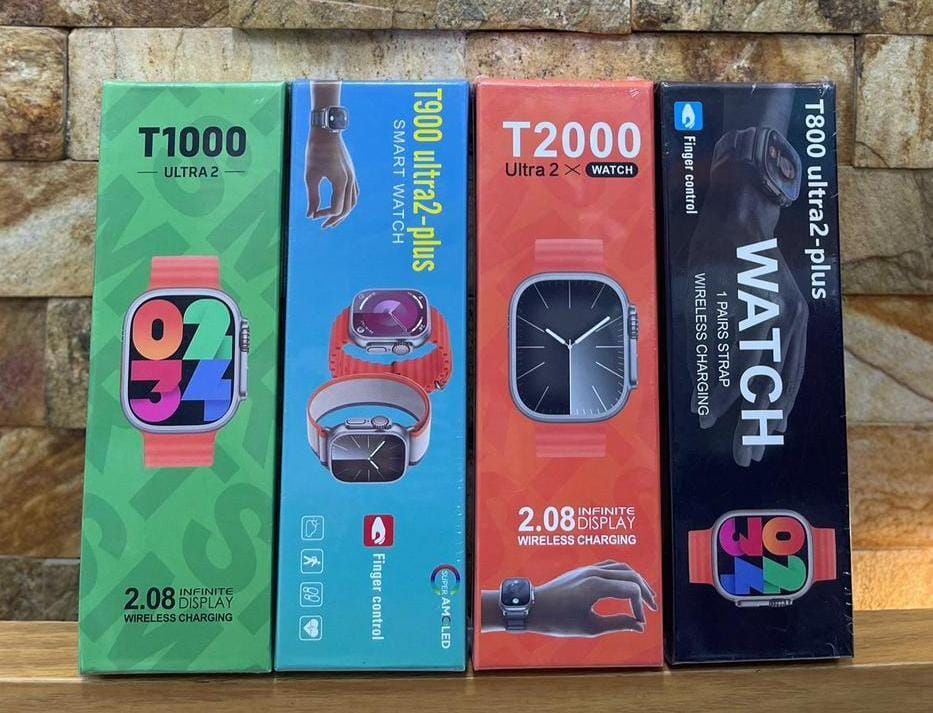 T1000
ULTRA 2
02
34
2.08 INFINITE DISPLAY
WIRELESS CHARGING
T900 ultra2-plus
SMART WATCH
Finger control
SUPER AMOLED
T2000
Ultra 2 × WATCH
2.08 INFINITE DISPLAY
WIRELESS CHARGING
T800 ultra2-plus
Finger control
WATCH
1 PAIRS STRAP
WIRELESS CHARGING
02
34